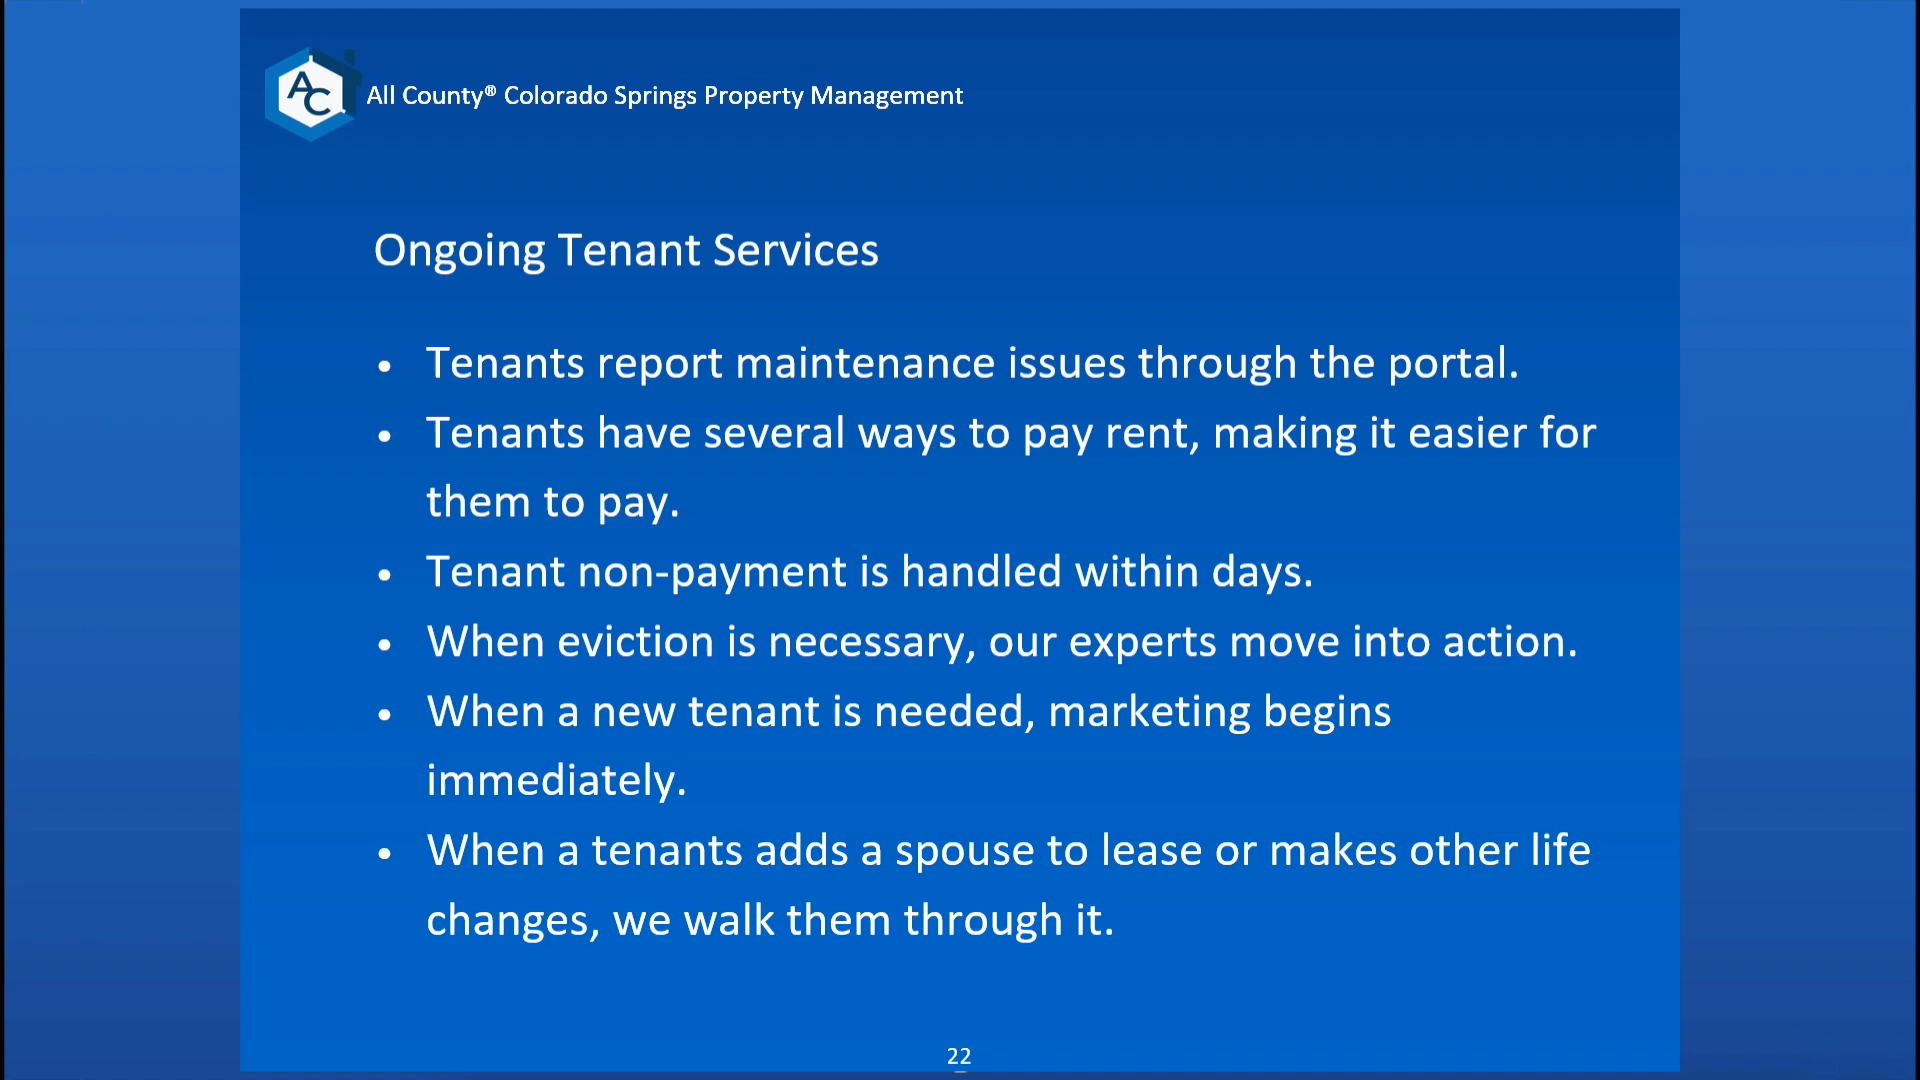 AC
All County® Colorado Springs Property Management
Ongoing Tenant Services
• Tenants report maintenance issues through the portal.
• Tenants have several ways to pay rent, making it easier for
them to pay.
• Tenant non-payment is handled within days.
• When eviction is necessary, our experts move into action.
• When a new tenant is needed, marketing begins
immediately.
• When a tenants adds a spouse to lease or makes other life
changes, we walk them through it.
22